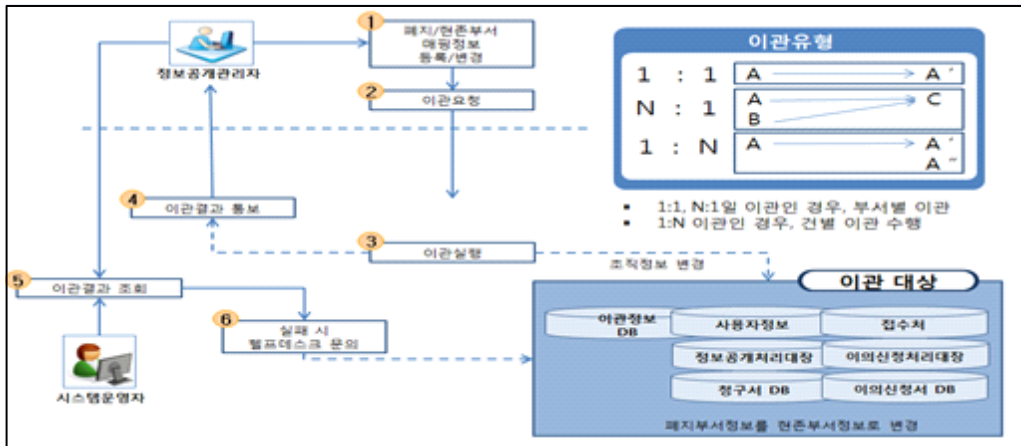 1
폐지/현존부서
매핑정보
등록/변경
정보공개관리자
2
이관요청
이관유형
1 : 1 A A´
N : 1 A C
B
1 : N A A´
A˝
▪ 1:1, N:1일 이관인 경우, 부서별 이관
▪ 1:N 이관인 경우, 건별 이관 수행
4
이관결과 통보
3
이관실행
조직정보 변경
5
이관결과 조회
6
실패 시
헬프데스크 문의
시스템운영자
이관 대상
이관정보
DB
사용자정보
접수처
정보공개처리대장
이의신청처리대장
청구서 DB
이의신청서 DB
폐지부서정보를 현존부서정보로 변경